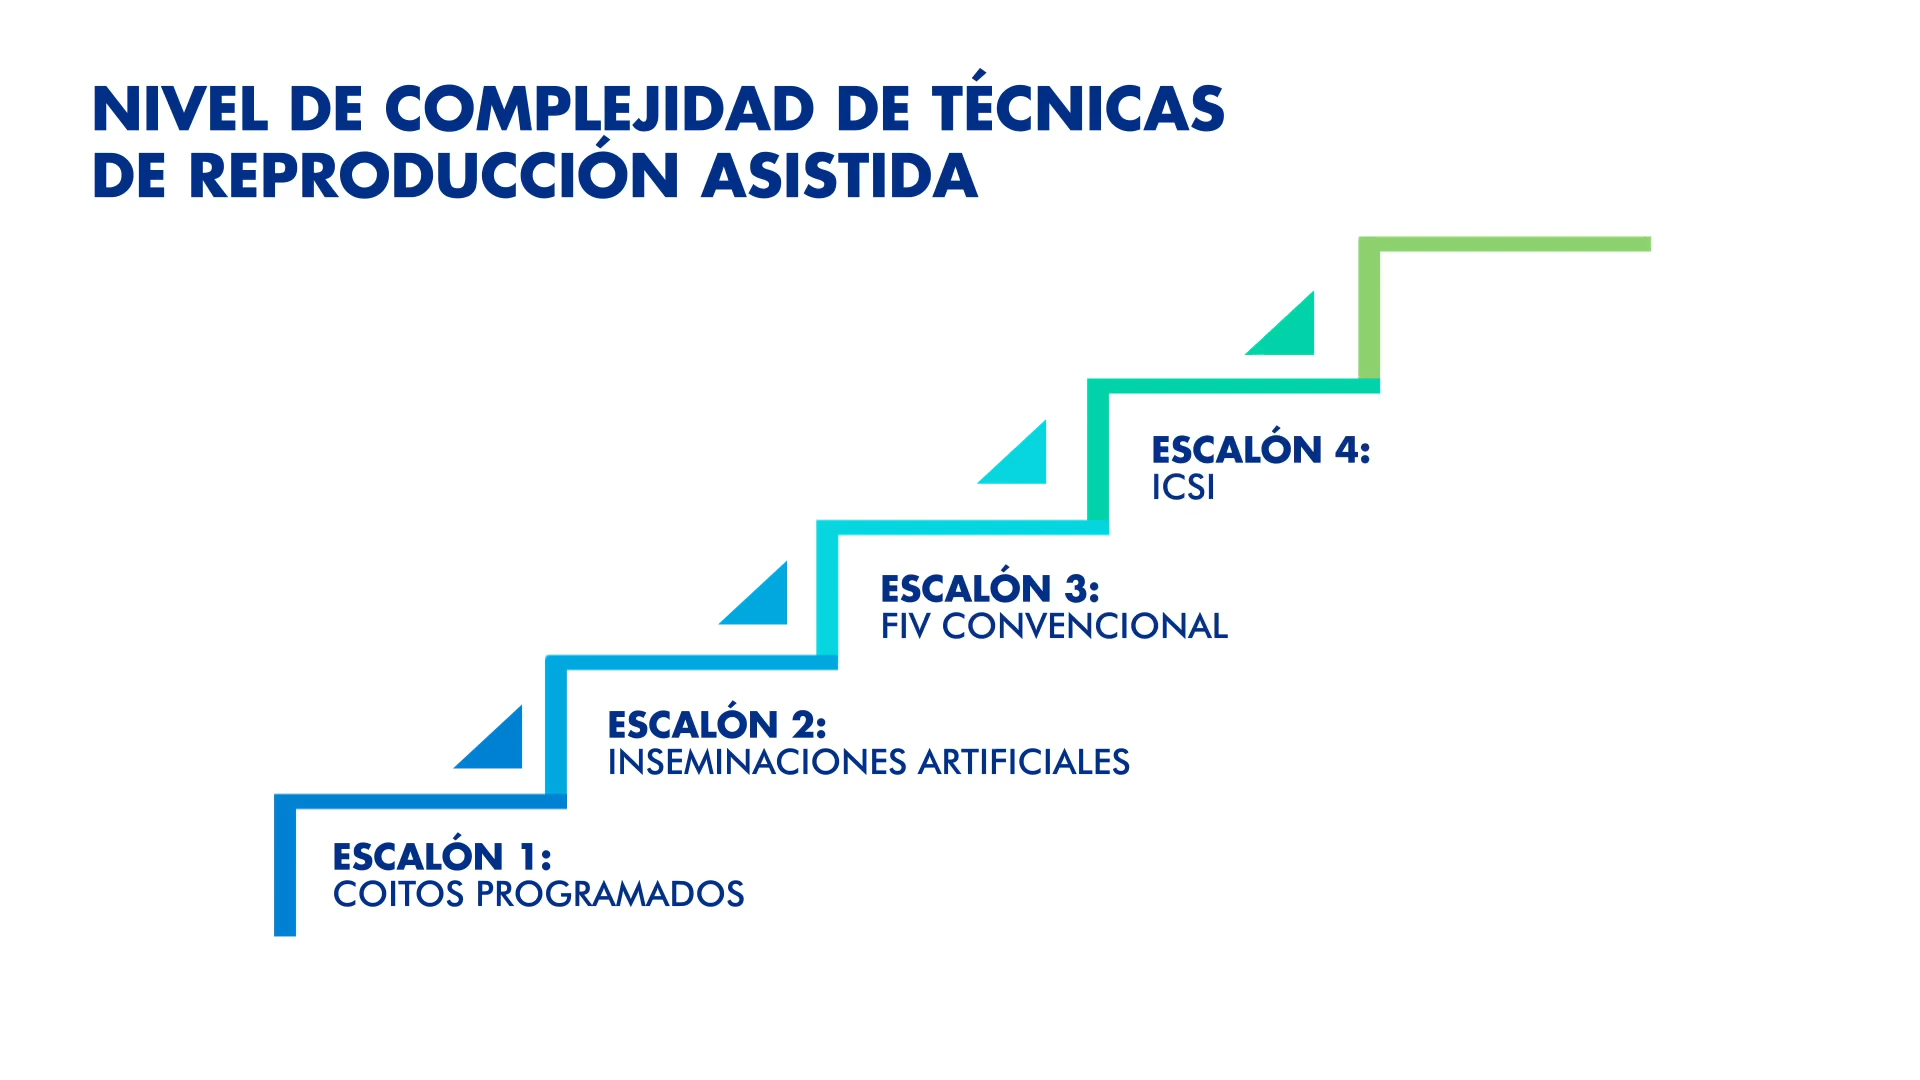 NIVEL DE COMPLEJIDAD DE TÉCNICAS
DE REPRODUCCIÓN ASISTIDA
ESCALÓN 4:
ICSI
ESCALÓN 3:
FIV CONVENCIONAL
ESCALÓN 2:
INSEMINACIONES ARTIFICIALES
ESCALÓN 1:
COITOS PROGRAMADOS